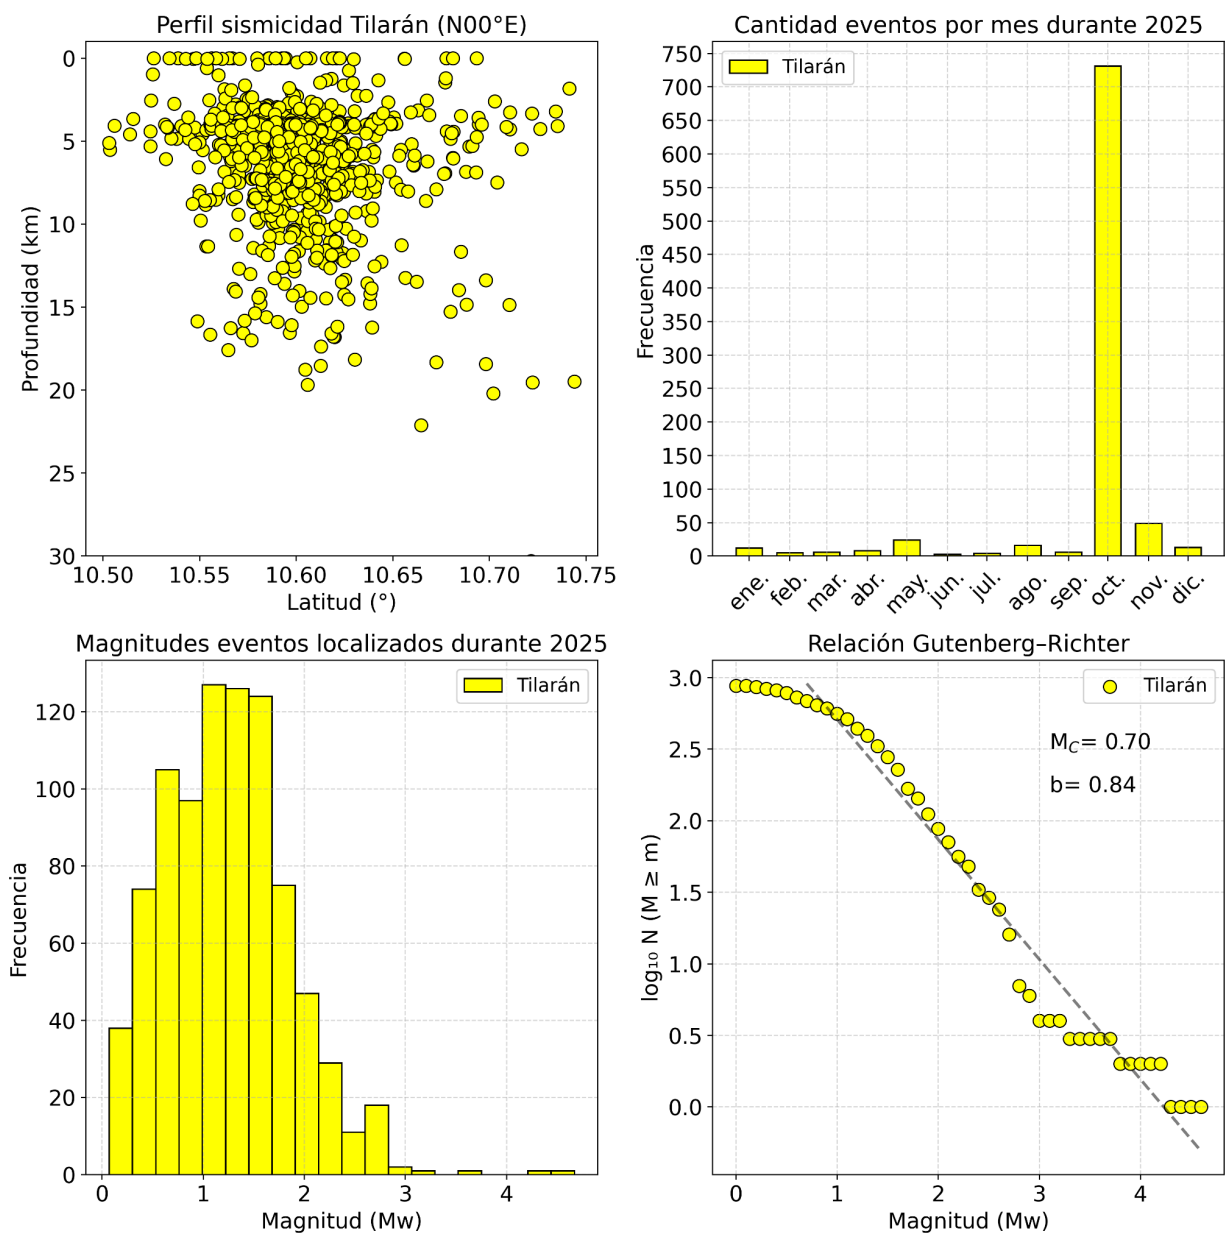 Perfil sismicidad Tilarán (N00°E)
Profundidad (km)
0
5
10
15
20
25
30
10.50 10.55 10.60 10.65 10.70 10.75
Latitud (°)
Cantidad eventos por mes durante 2025
Tilarán
Frecuencia
750
700
650
600
550
500
450
400
350
300
250
200
150
100
50
0
ene. feb. mar. abr. may. jun. jul. ago. sep. oct. nov. dic.
Magnitudes eventos localizados durante 2025
Tilarán
Frecuencia
120
100
80
60
40
20
0
0 1 2 3 4
Magnitud (Mw)
Relación Gutenberg–Richter
Tilarán
M_C= 0.70
b= 0.84
log₁₀ N (M ≥ m)
3.0
2.5
2.0
1.5
1.0
0.5
0.0
0 1 2 3 4
Magnitud (Mw)